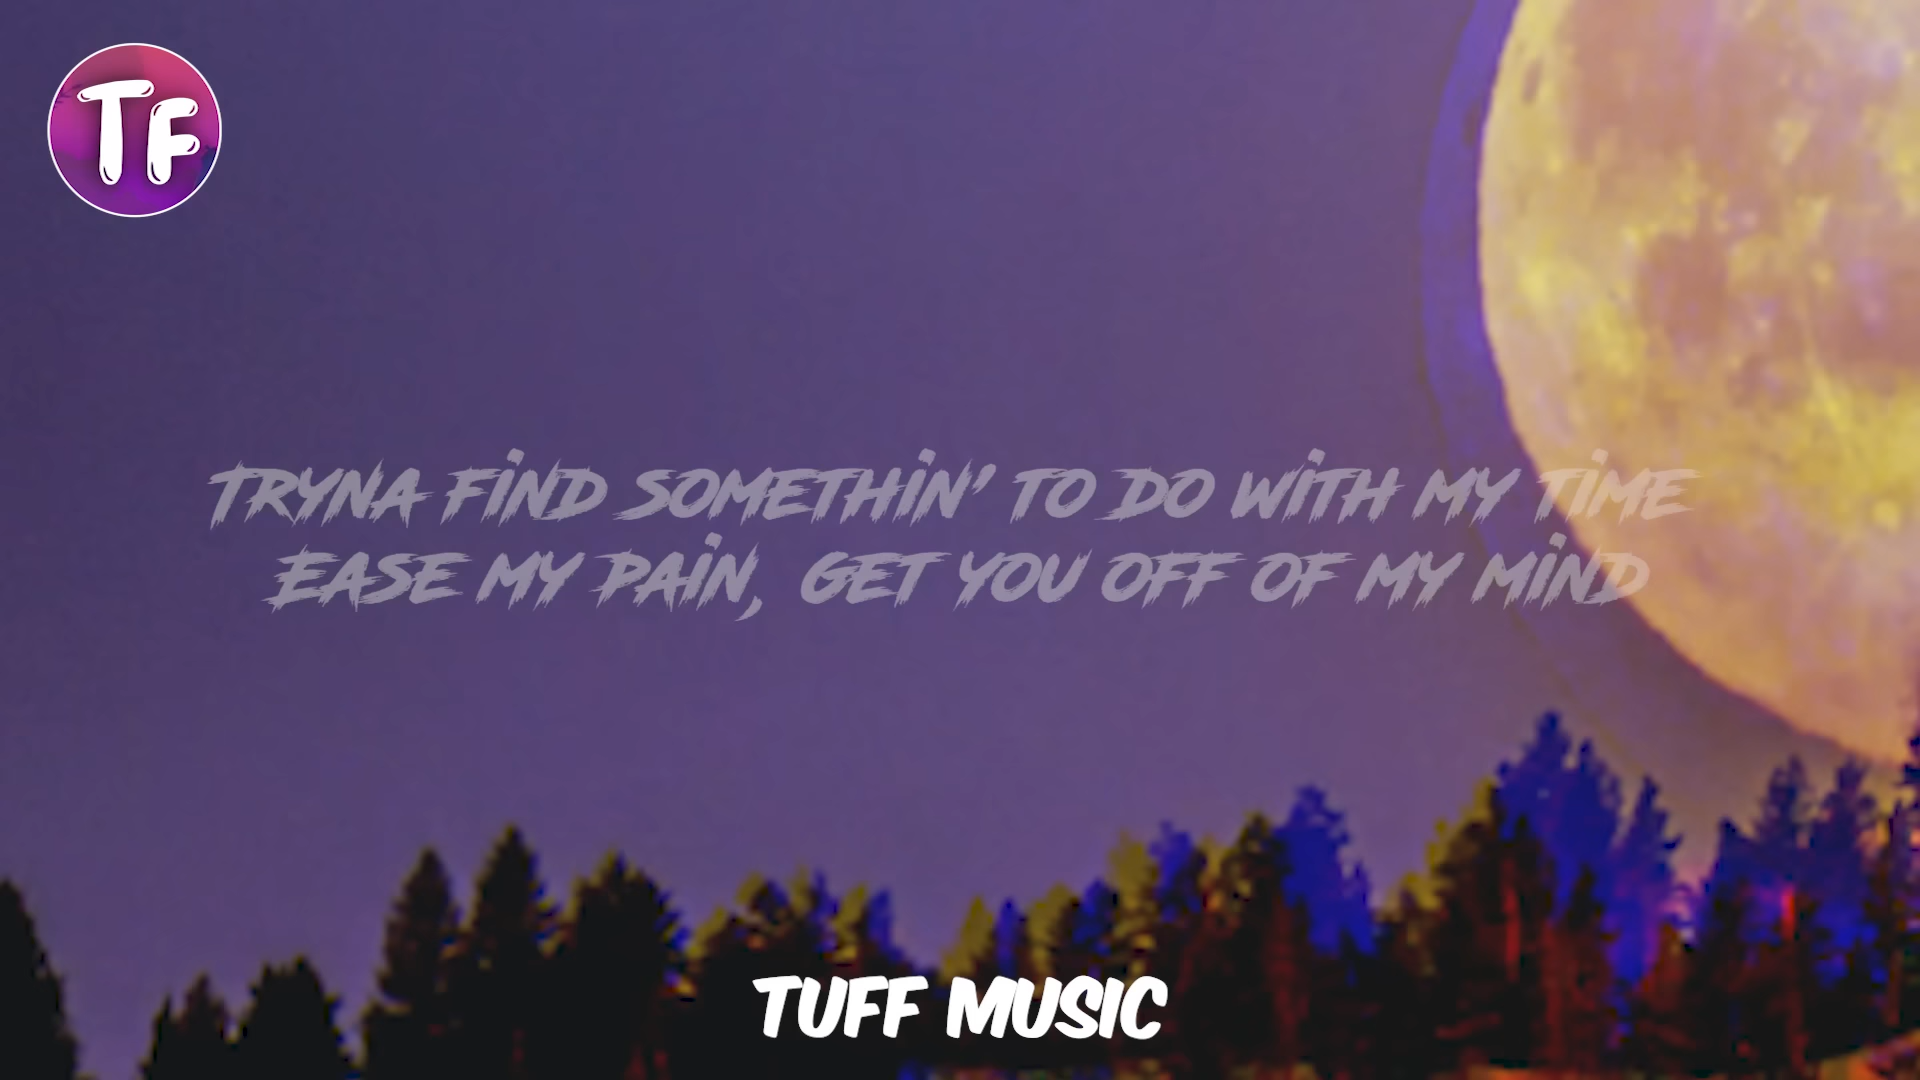 TF
TRYNA FIND SOMETHIN' TO DO WITH MY TIME
EASE MY PAIN, GET YOU OFF OF MY MIND
TUFF MUSIC